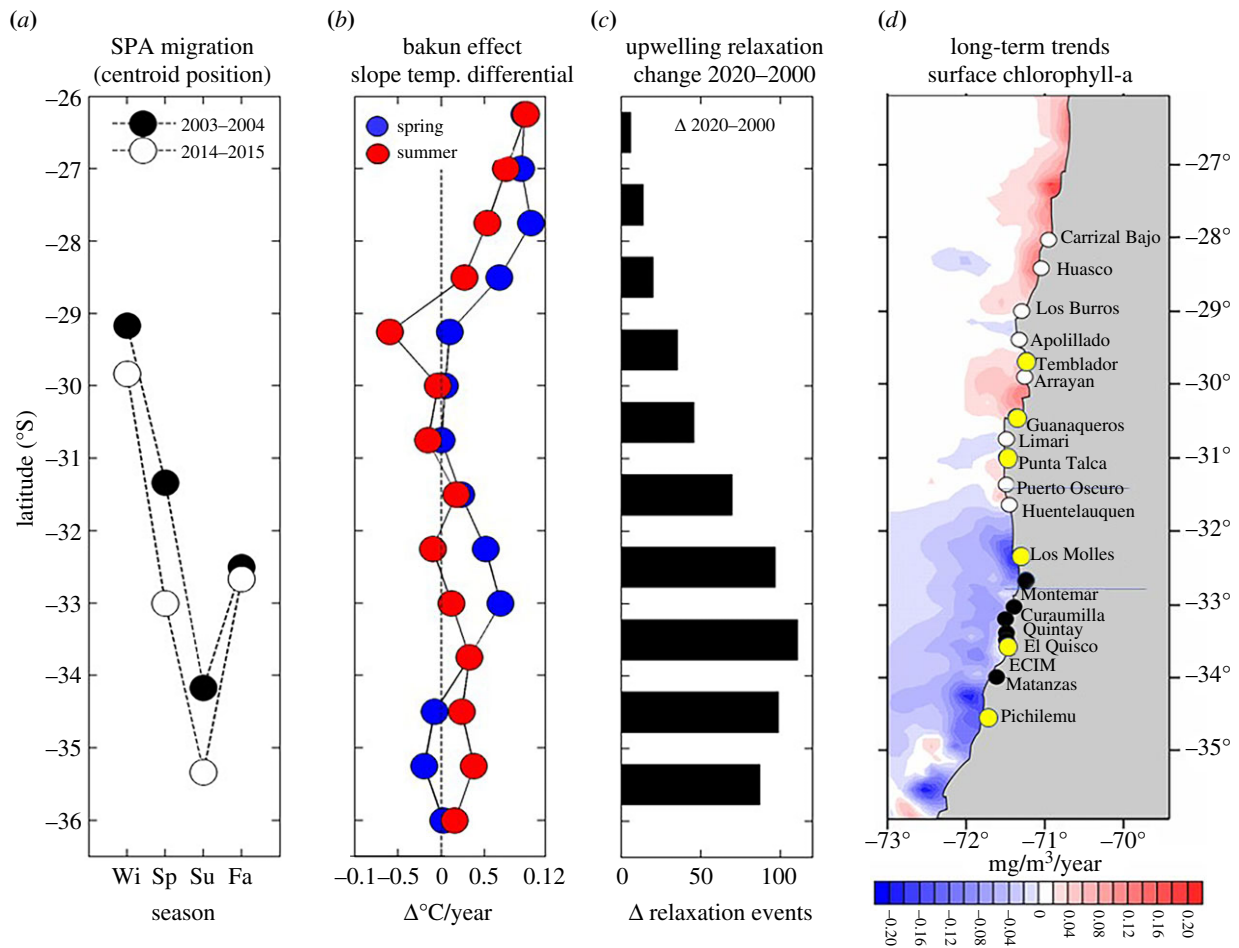 (a)
SPA migration
(centroid position)
2003–2004
2014–2015
–26
–27
–28
–29
–30
–31
–32
–33
–34
–35
–36
latitude (°S)
Wi Sp Su Fa
season
(b)
bakun effect
slope temp. differential
spring
summer
–0.1 –0.5 0 0.5 0.12
Δ°C/year
(c)
upwelling relaxation
change 2020–2000
Δ 2020–2000
0 50 100
Δ relaxation events
(d)
long-term trends
surface chlorophyll-a
–27°
–28°
–29°
–30°
–31°
–32°
–33°
–34°
–35°
Carrizal Bajo
Huasco
Los Burros
Apolillado
Temblador
Arrayan
Guanaqueros
Limari
Punta Talca
Puerto Oscuro
Huentelauquen
Los Molles
Montemar
Curaumilla
Quintay
El Quisco
ECIM
Matanzas
Pichilemu
–73 –72° –71° –70°
mg/m³/year
–0.20 –0.16 –0.12 –0.08 –0.04 0 0.04 0.08 0.12 0.16 0.20